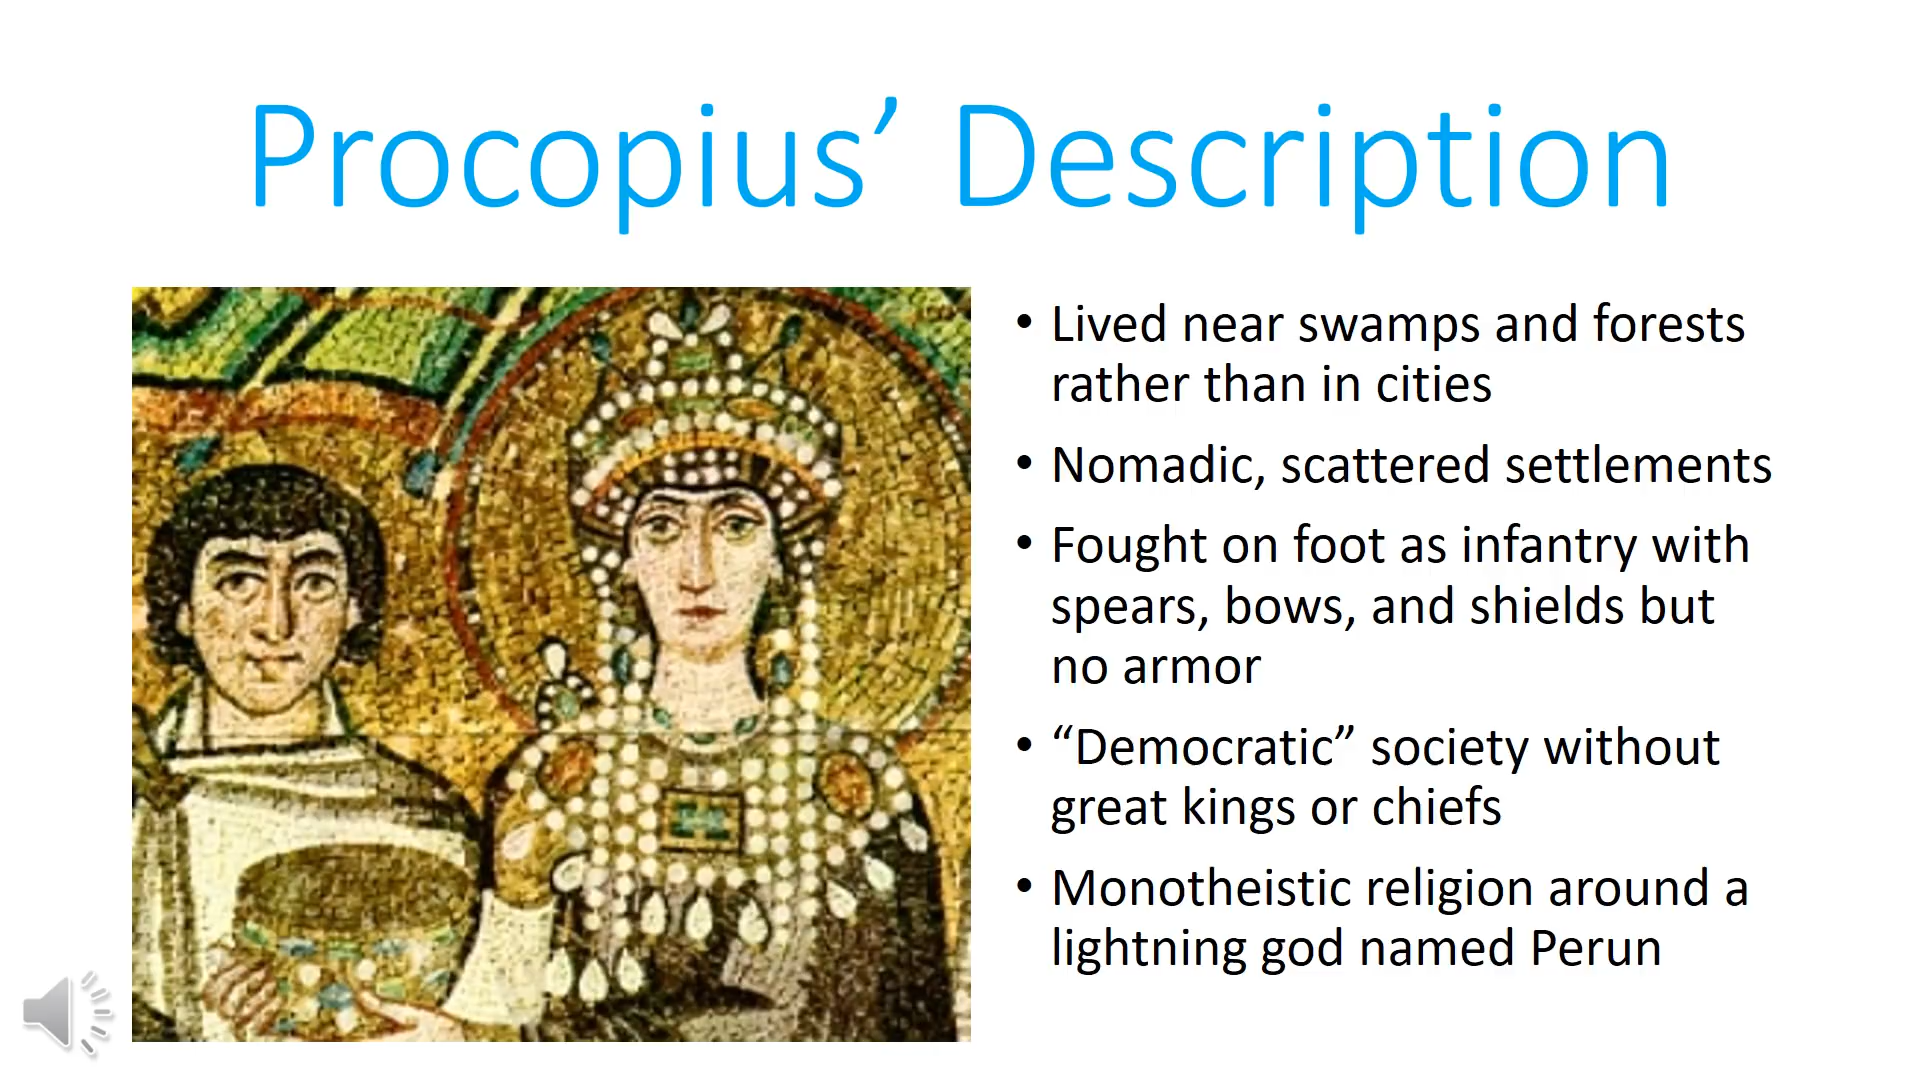 Procopius’ Description
• Lived near swamps and forests
rather than in cities
• Nomadic, scattered settlements
• Fought on foot as infantry with
spears, bows, and shields but
no armor
• “Democratic” society without
great kings or chiefs
• Monotheistic religion around a
lightning god named Perun